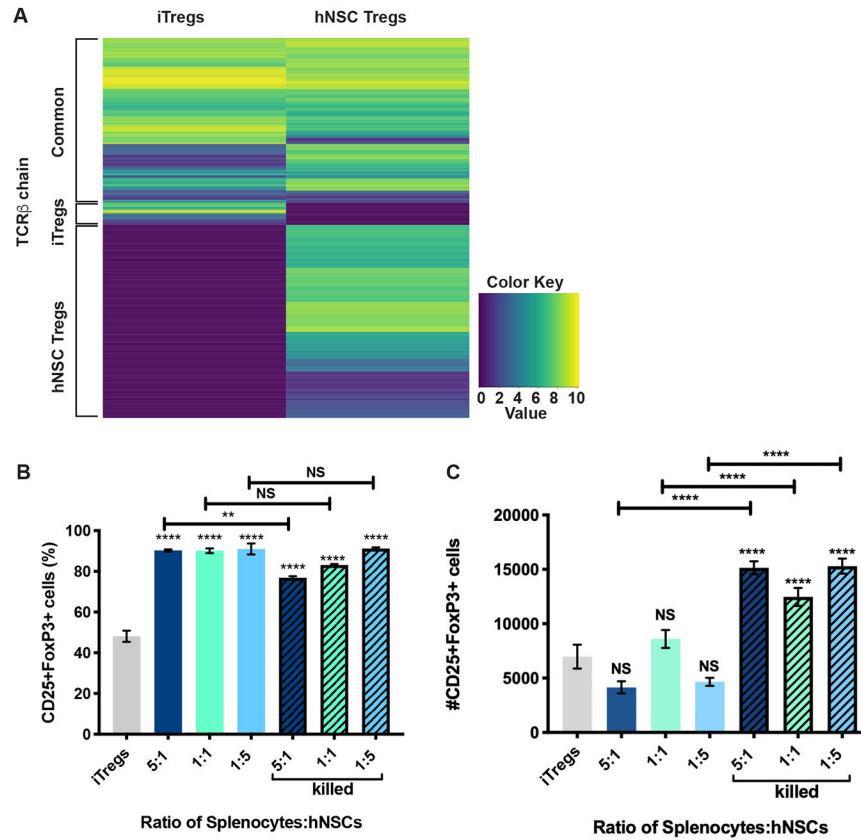 A
iTregs hNSC Tregs
TCRβ chain
Common
iTregs
hNSC Tregs
Color Key
0 2 4 6 8 10
Value
B
NS
NS
**
CD25+FoxP3+ cells (%)
100
80
60
40
20
0
**** **** **** **** **** ****
iTregs 5:1 1:1 1:5 5:1 1:1 1:5
killed
Ratio of Splenocytes:hNSCs
C
****
****
****
#CD25+FoxP3+ cells
20000
15000
10000
5000
0
NS NS NS **** **** ****
iTregs 5:1 1:1 1:5 5:1 1:1 1:5
killed
Ratio of Splenocytes:hNSCs